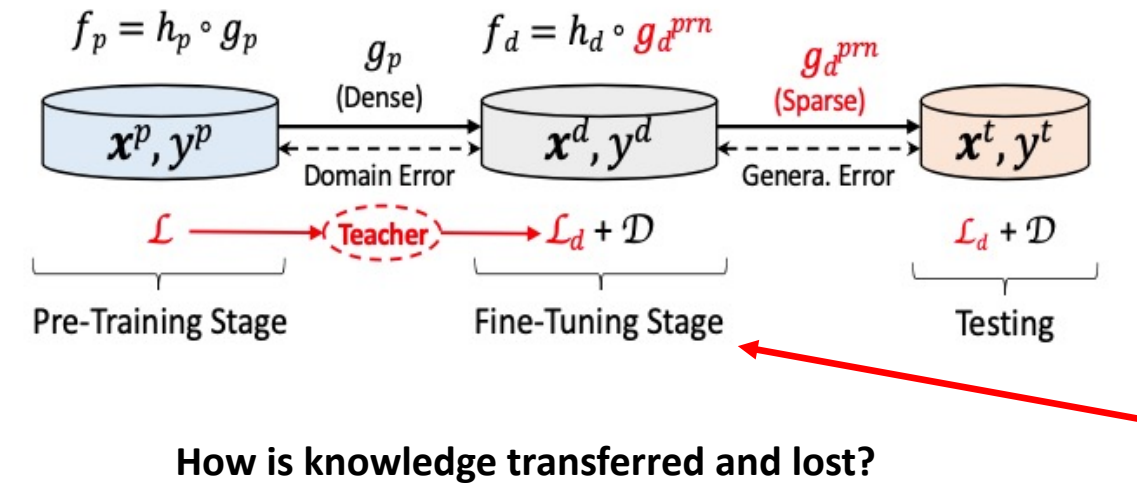 f_p = h_p ∘ g_p
f_d = h_d ∘ g_d^{prn}
g_p
(Dense)
g_d^{prn}
(Sparse)
x^p, y^p
x^d, y^d
x^t, y^t
Domain Error
Genera. Error
ℒ
Teacher
ℒ_d + 𝒟
ℒ_d + 𝒟
Pre-Training Stage
Fine-Tuning Stage
Testing
How is knowledge transferred and lost?